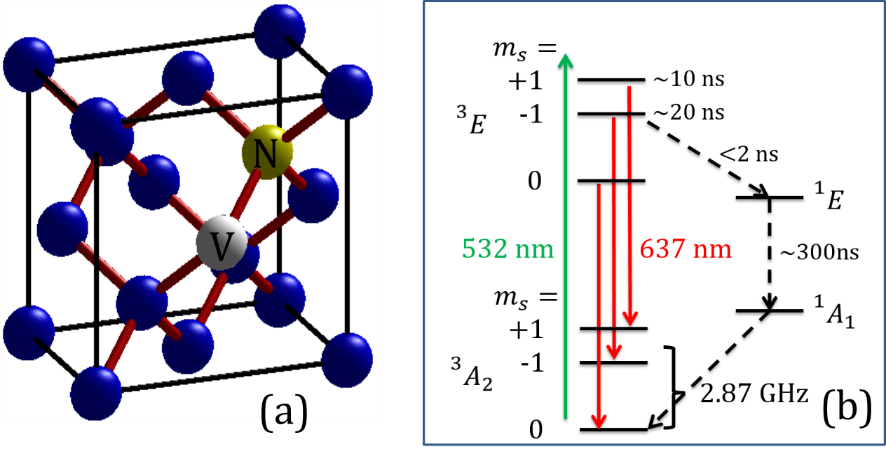 N
V
(a)
m_s =
+1
~10 ns
-1
~20 ns
³E
<2 ns
0
¹E
532 nm
637 nm
~300ns
m_s =
+1
¹A₁
-1
³A₂
2.87 GHz
0
(b)